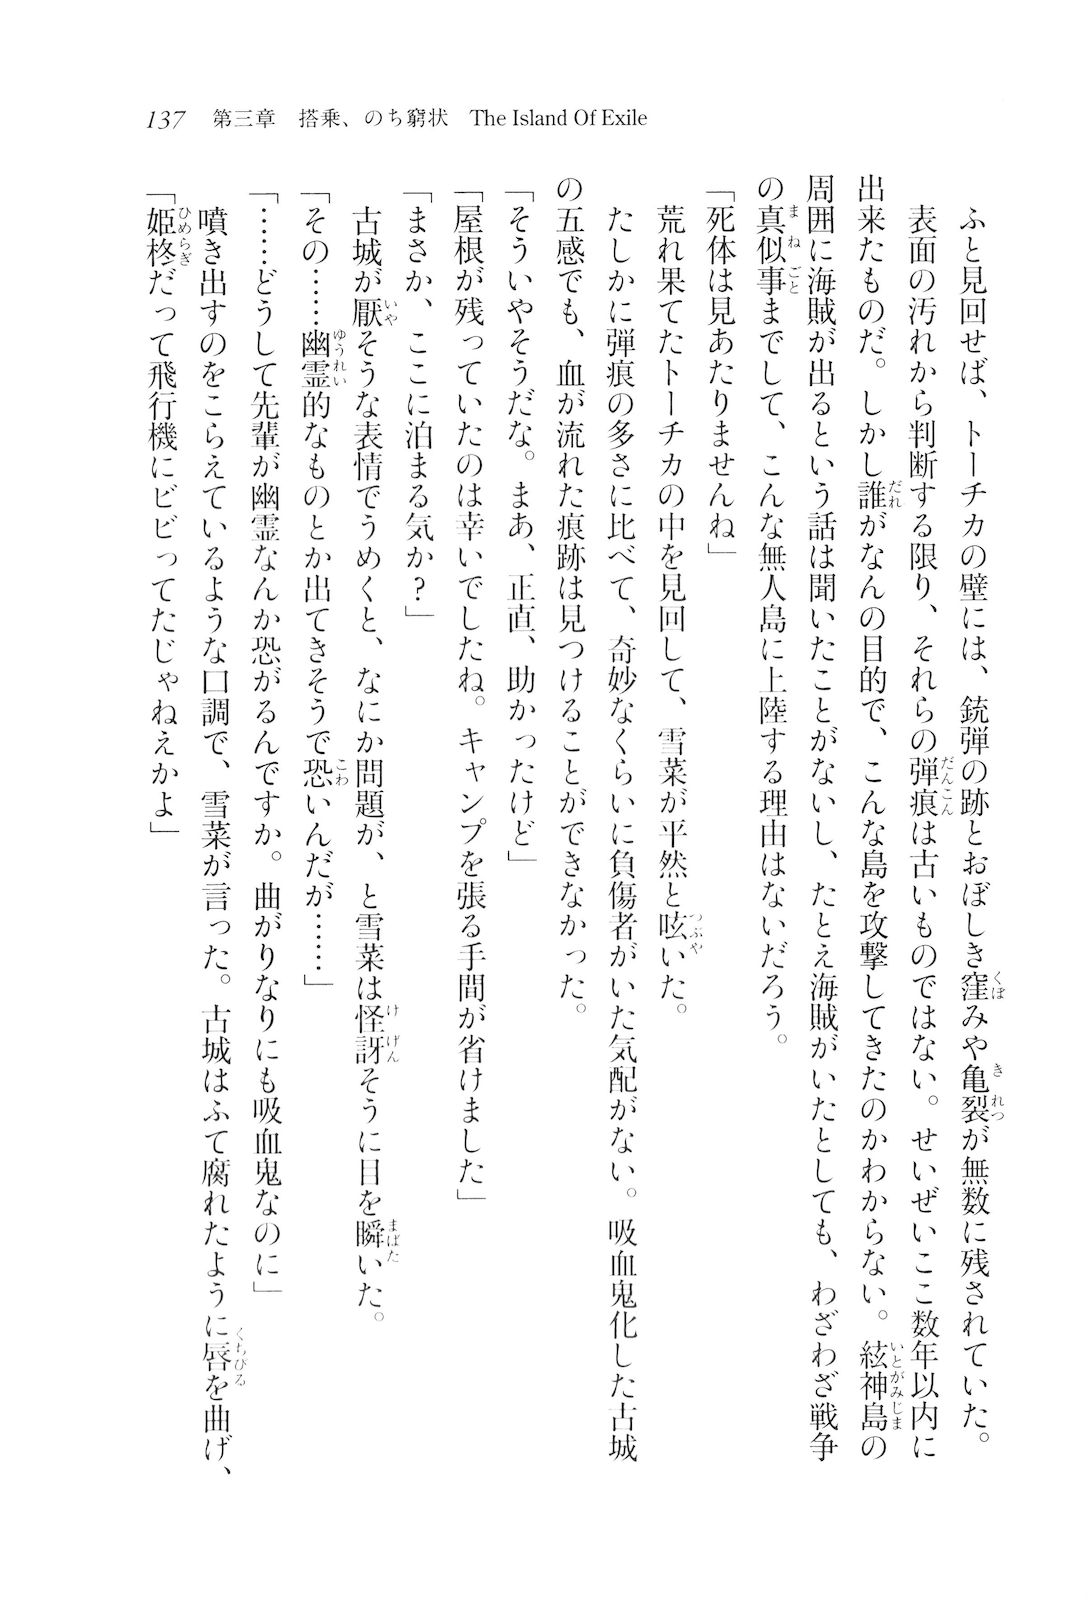 137　第三章　搭乗、のち窮状　The Island Of Exile
　ふと見回せば、トーチカの壁には、銃弾の跡とおぼしき窪みや亀裂が無数に残されていた。
　表面の汚れから判断する限り、それらの弾痕は古いものではない。せいぜいここ数年以内に
出来たものだ。しかし誰がなんの目的で、こんな島を攻撃してきたのかわからない。絃神島の
周囲に海賊が出るという話は聞いたことがないし、たとえ海賊がいたとしても、わざわざ戦争
の真似事までして、こんな無人島に上陸する理由はないだろう。
「死体は見あたりませんね」
　荒れ果てたトーチカの中を見回して、雪菜が平然と呟いた。
　たしかに弾痕の多さに比べて、奇妙なくらいに負傷者がいた気配がない。吸血鬼化した古城
の五感でも、血が流れた痕跡は見つけることができなかった。
「そういやそうだな。まあ、正直、助かったけど」
「屋根が残っていたのは幸いでしたね。キャンプを張る手間が省けました」
「まさか、ここに泊まる気か?」
　古城が厭そうな表情でうめくと、なにか問題が、と雪菜は怪訝そうに目を瞬いた。
「その……幽霊的なものとか出てきそうで恐いんだが……」
「……どうして先輩が幽霊なんか恐がるんですか。曲がりなりにも吸血鬼なのに」
　噴き出すのをこらえているような口調で、雪菜が言った。古城はふて腐れたように唇を曲げ、
「姫柊だって飛行機にビビってたじゃねえかよ」